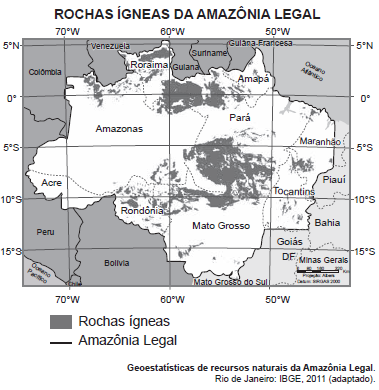 ROCHAS ÍGNEAS DA AMAZÔNIA LEGAL
70°W 60°W 50°W
5°N Venezuela Suriname Guiana Francesa 5°N
Colômbia Roraima Guiana Amapá Oceano Atlântico
0° 0°
Amazonas Pará
Maranhão
5°S 5°S
Acre Tocantins Piauí
10°S Rondônia 10°S
Peru Mato Grosso Bahia
Goiás
15°S Bolívia DF Minas Gerais 15°S
Oceano Pacífico
Chile Mato Grosso do Sul
Projeção: Albers
Datum: SIRGAS 2000
70°W 60°W 50°W
Rochas ígneas
Amazônia Legal
Geoestatísticas de recursos naturais da Amazônia Legal.
Rio de Janeiro: IBGE, 2011 (adaptado).